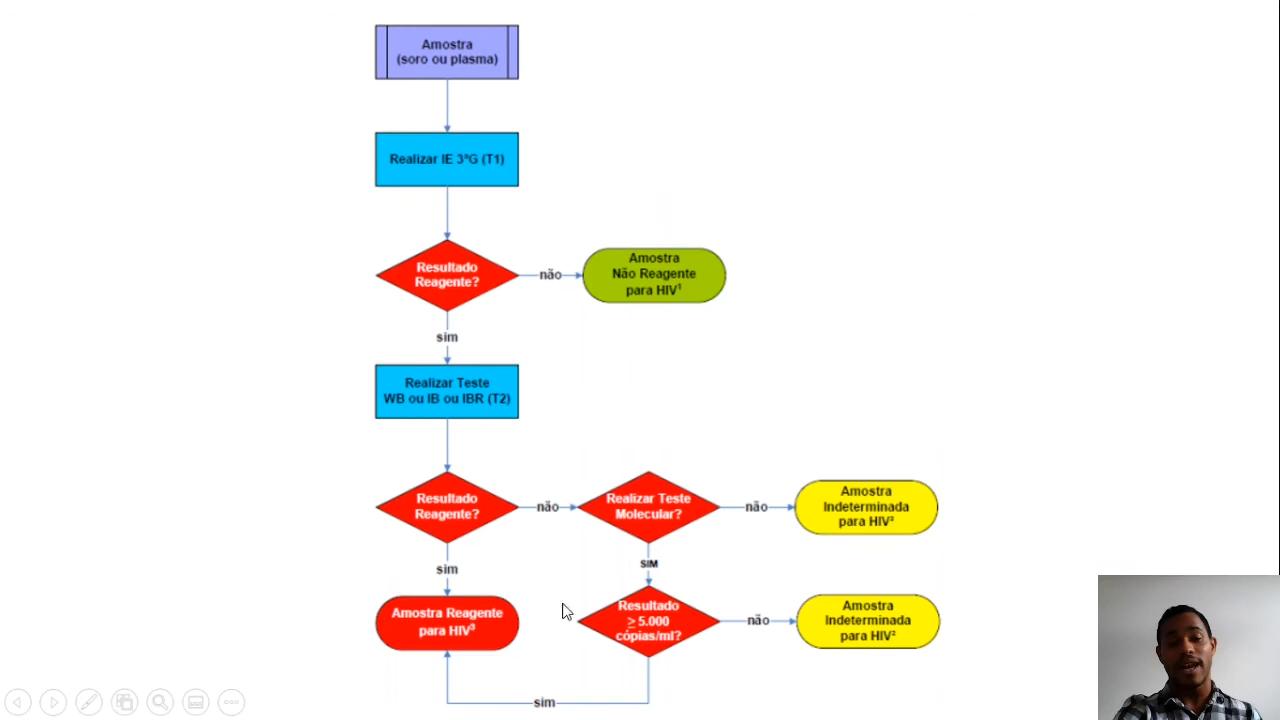 Amostra
(soro ou plasma)
Realizar IE 3ªG (T1)
Resultado
Reagente?
não
Amostra
Não Reagente
para HIV¹
sim
Realizar Teste
WB ou IB ou IBR (T2)
Resultado
Reagente?
não
Realizar Teste
Molecular?
não
Amostra
Indeterminada
para HIV²
sim
SIM
Amostra Reagente
para HIV³
Resultado
≥ 5.000
cópias/ml?
não
Amostra
Indeterminada
para HIV²
sim